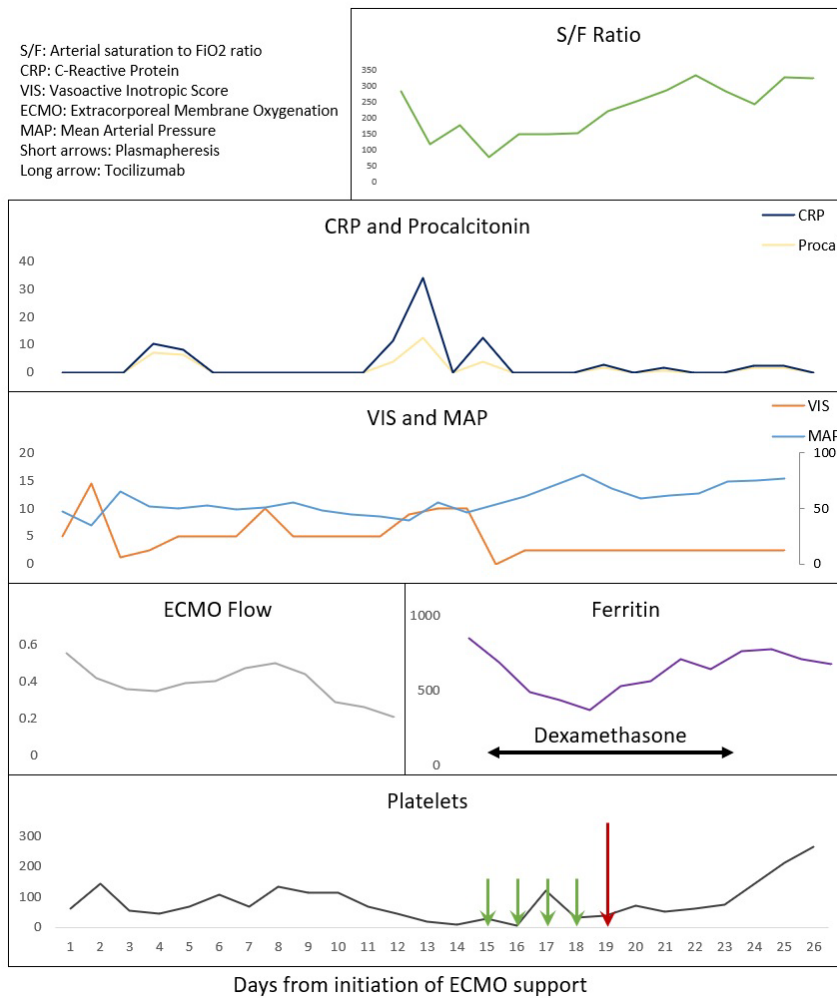 S/F: Arterial saturation to FiO2 ratio
CRP: C-Reactive Protein
VIS: Vasoactive Inotropic Score
ECMO: Extracorporeal Membrane Oxygenation
MAP: Mean Arterial Pressure
Short arrows: Plasmapheresis
Long arrow: Tocilizumab
S/F Ratio
350
300
250
200
150
100
50
0
CRP and Procalcitonin
CRP
Proca
40
30
20
10
0
VIS and MAP
VIS
MAP
20
15
10
5
0
100
50
0
ECMO Flow
0.6
0.4
0.2
0
Ferritin
1000
500
0
Dexamethasone
Platelets
300
200
100
0
1 2 3 4 5 6 7 8 9 10 11 12 13 14 15 16 17 18 19 20 21 22 23 24 25 26
Days from initiation of ECMO support